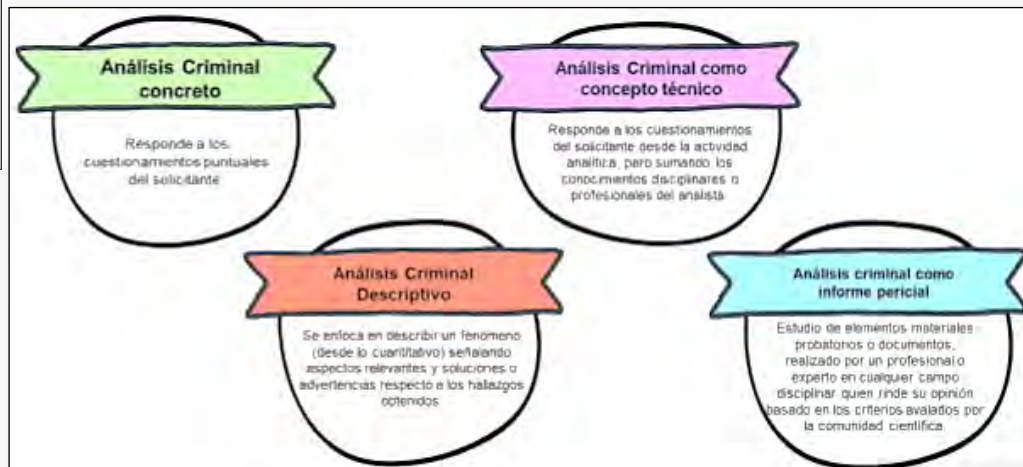 Análisis Criminal
concreto
Responde a los
cuestionamientos puntuales
del solicitante
Análisis Criminal como
concepto técnico
Responde a los cuestionamientos
del solicitante desde la actividad
analítica, pero sumando los
conocimientos disciplinares o
profesionales del analista
Análisis Criminal
Descriptivo
Se enfoca en describir un fenómeno
(desde lo cuantitativo) señalando
aspectos relevantes y soluciones o
advertencias respecto a los hallazgos
obtenidos
Análisis criminal como
informe pericial
Estudio de elementos materiales
probatorios o documentos,
realizado por un profesional o
experto en cualquier campo
disciplinar quien rinde su opinión
basado en los criterios avalados por
la comunidad científica